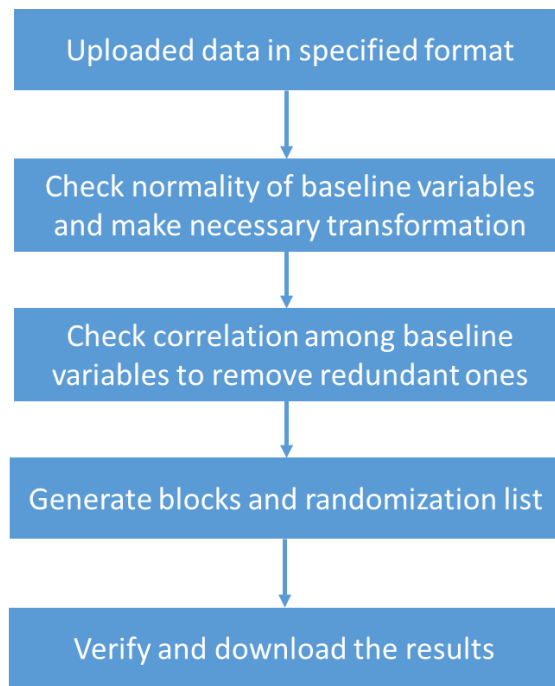 Uploaded data in specified format
Check normality of baseline variables
and make necessary transformation
Check correlation among baseline
variables to remove redundant ones
Generate blocks and randomization list
Verify and download the results